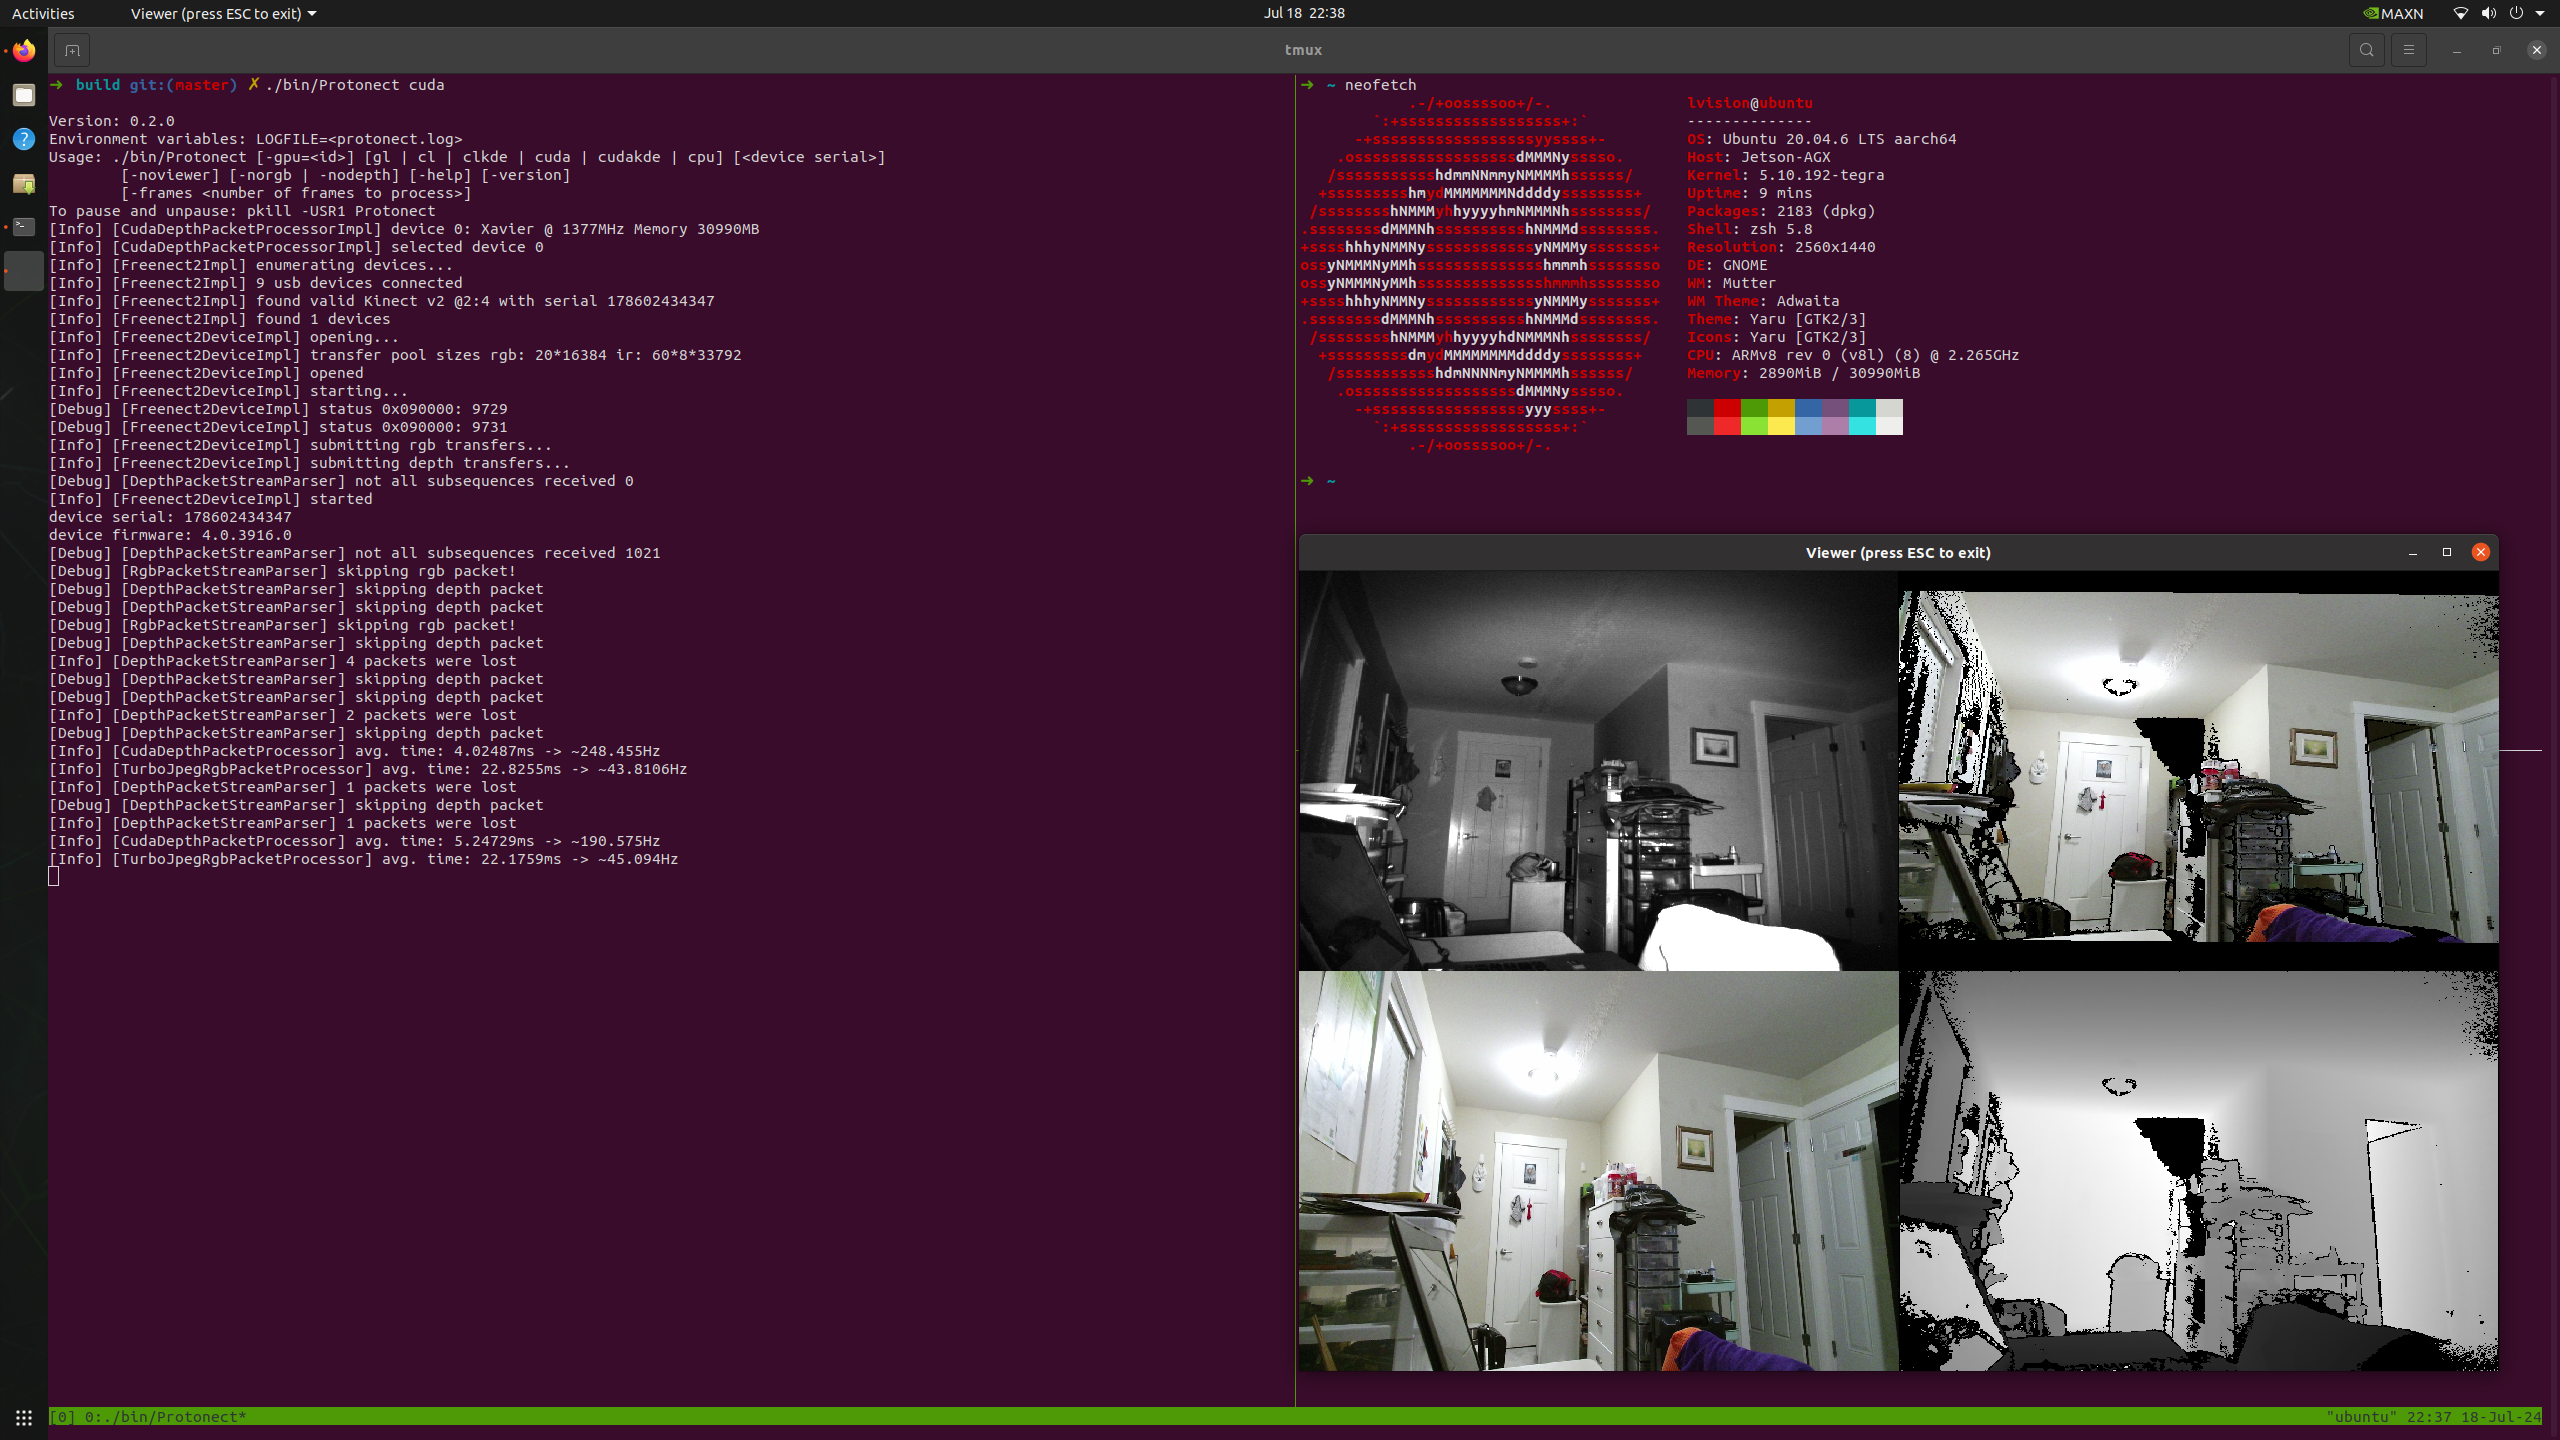 Activities
Viewer (press ESC to exit)
Jul 18 22:38
MAXN
tmux
➜ build git:(master) ✗ ./bin/Protonect cuda
Version: 0.2.0
Environment variables: LOGFILE=<protonect.log>
Usage: ./bin/Protonect [-gpu=<id>] [gl | cl | clkde | cuda | cudakde | cpu] [<device serial>]
[-noviewer] [-norgb | -nodepth] [-help] [-version]
[-frames <number of frames to process>]
To pause and unpause: pkill -USR1 Protonect
[Info] [CudaDepthPacketProcessorImpl] device 0: Xavier @ 1377MHz Memory 30990MB
[Info] [CudaDepthPacketProcessorImpl] selected device 0
[Info] [Freenect2Impl] enumerating devices...
[Info] [Freenect2Impl] 9 usb devices connected
[Info] [Freenect2Impl] found valid Kinect v2 @2:4 with serial 178602434347
[Info] [Freenect2Impl] found 1 devices
[Info] [Freenect2DeviceImpl] opening...
[Info] [Freenect2DeviceImpl] transfer pool sizes rgb: 20*16384 ir: 60*8*33792
[Info] [Freenect2DeviceImpl] opened
[Info] [Freenect2DeviceImpl] starting...
[Debug] [Freenect2DeviceImpl] status 0x090000: 9729
[Debug] [Freenect2DeviceImpl] status 0x090000: 9731
[Info] [Freenect2DeviceImpl] submitting rgb transfers...
[Info] [Freenect2DeviceImpl] submitting depth transfers...
[Debug] [DepthPacketStreamParser] not all subsequences received 0
[Info] [Freenect2DeviceImpl] started
device serial: 178602434347
device firmware: 4.0.3916.0
[Debug] [DepthPacketStreamParser] not all subsequences received 1021
[Debug] [RgbPacketStreamParser] skipping rgb packet!
[Debug] [DepthPacketStreamParser] skipping depth packet
[Debug] [DepthPacketStreamParser] skipping depth packet
[Debug] [RgbPacketStreamParser] skipping rgb packet!
[Debug] [DepthPacketStreamParser] skipping depth packet
[Info] [DepthPacketStreamParser] 4 packets were lost
[Debug] [DepthPacketStreamParser] skipping depth packet
[Debug] [DepthPacketStreamParser] skipping depth packet
[Info] [DepthPacketStreamParser] 2 packets were lost
[Debug] [DepthPacketStreamParser] skipping depth packet
[Info] [CudaDepthPacketProcessor] avg. time: 4.02487ms -> ~248.455Hz
[Info] [TurboJpegRgbPacketProcessor] avg. time: 22.8255ms -> ~43.8106Hz
[Info] [DepthPacketStreamParser] 1 packets were lost
[Debug] [DepthPacketStreamParser] skipping depth packet
[Info] [DepthPacketStreamParser] 1 packets were lost
[Info] [CudaDepthPacketProcessor] avg. time: 5.24729ms -> ~190.575Hz
[Info] [TurboJpegRgbPacketProcessor] avg. time: 22.1759ms -> ~45.094Hz
➜ ~ neofetch
lvision@ubuntu
--------------
OS: Ubuntu 20.04.6 LTS aarch64
Host: Jetson-AGX
Kernel: 5.10.192-tegra
Uptime: 9 mins
Packages: 2183 (dpkg)
Shell: zsh 5.8
Resolution: 2560x1440
DE: GNOME
WM: Mutter
WM Theme: Adwaita
Theme: Yaru [GTK2/3]
Icons: Yaru [GTK2/3]
CPU: ARMv8 rev 0 (v8l) (8) @ 2.265GHz
Memory: 2890MiB / 30990MiB
➜ ~
Viewer (press ESC to exit)
[0] 0:./bin/Protonect*
"ubuntu" 22:37 18-Jul-24